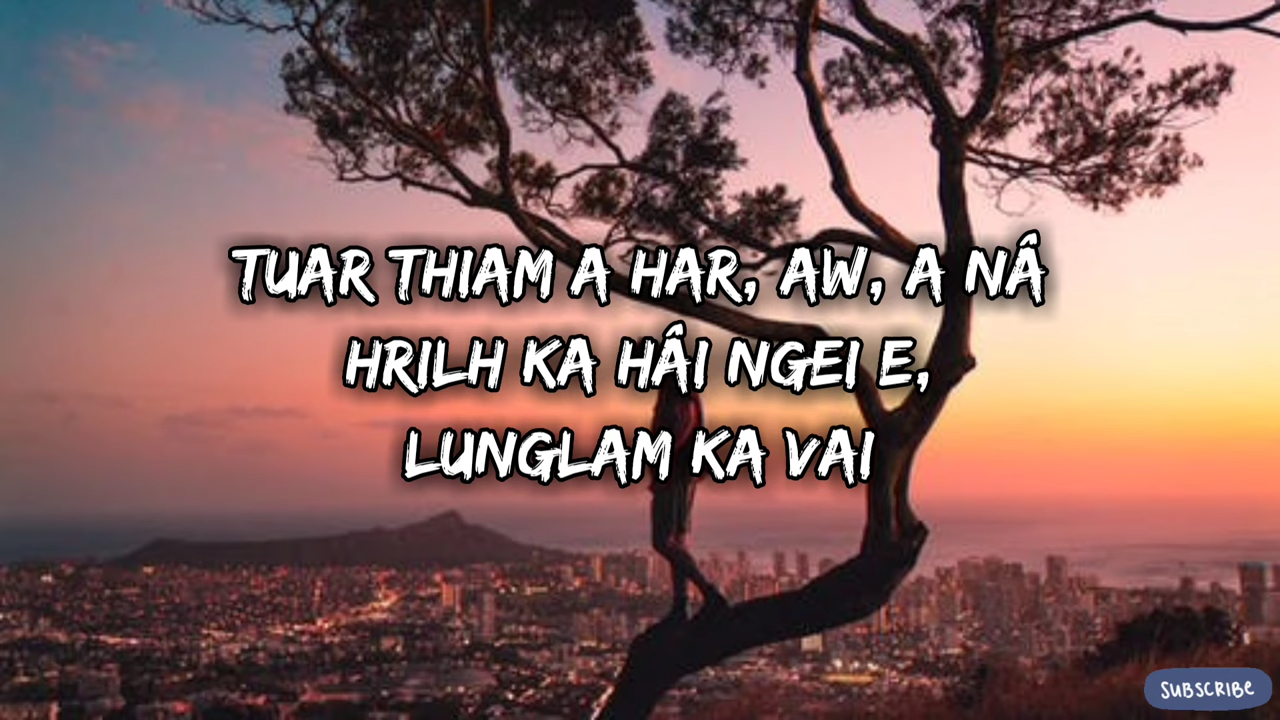 TUAR THIAM A HAR, AW, A NÂ
HRILH KA HÂI NGEI E,
LUNGLAM KA VAI
SUBSCRIBE